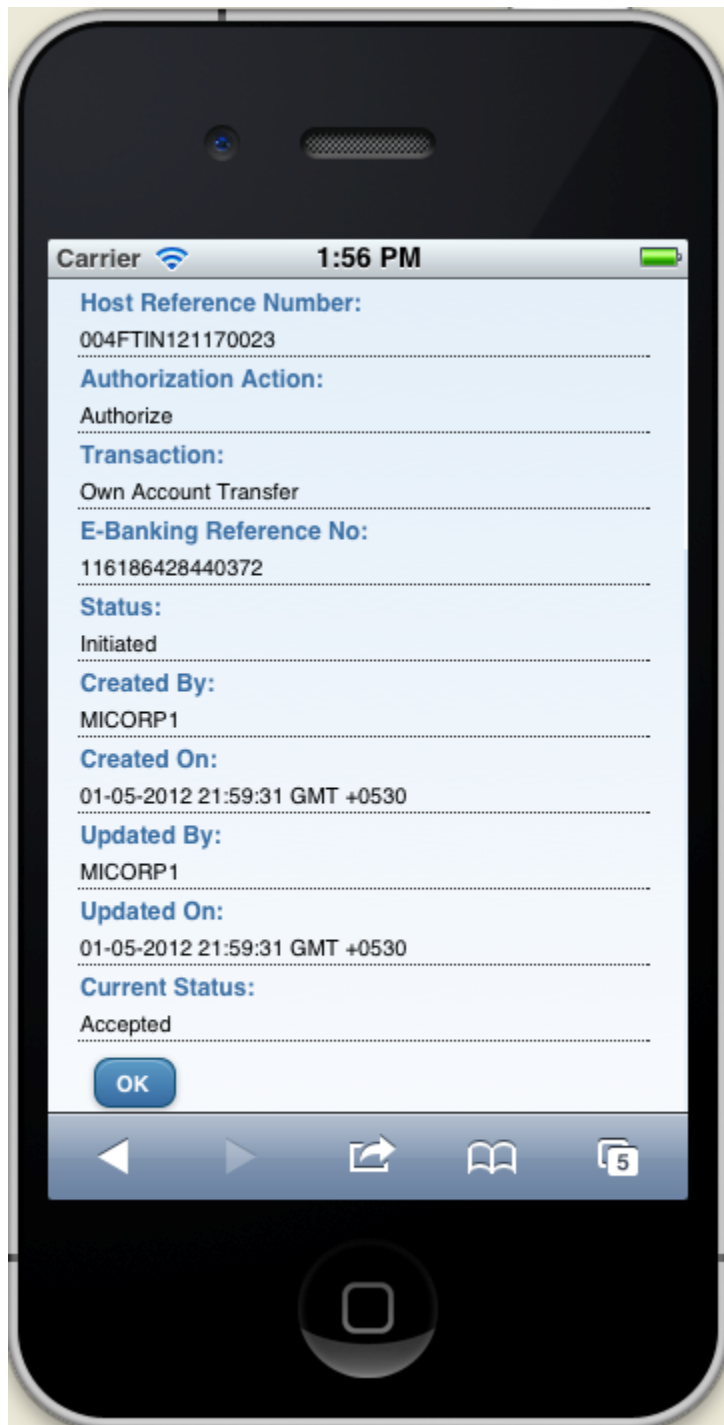 Carrier 1:56 PM
Host Reference Number:
004FTIN121170023
Authorization Action:
Authorize
Transaction:
Own Account Transfer
E-Banking Reference No:
116186428440372
Status:
Initiated
Created By:
MICORP1
Created On:
01-05-2012 21:59:31 GMT +0530
Updated By:
MICORP1
Updated On:
01-05-2012 21:59:31 GMT +0530
Current Status:
Accepted
OK
5